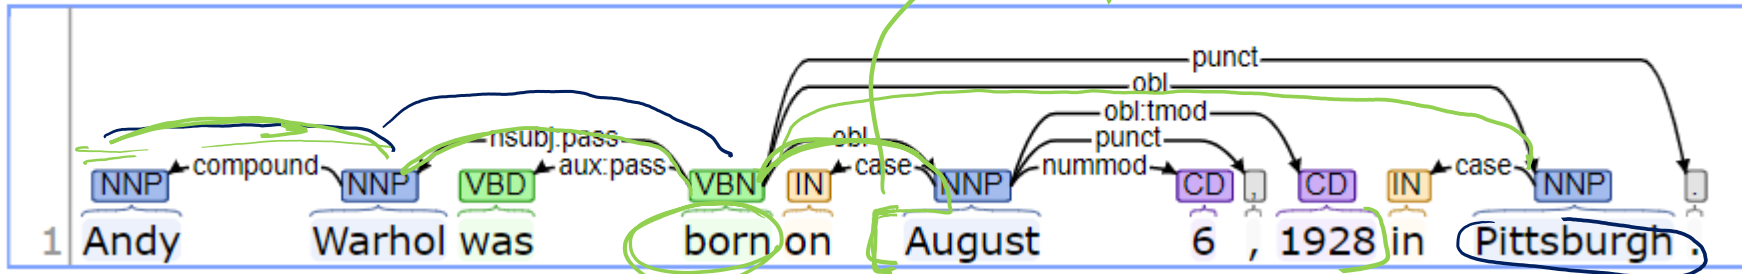 punct
obl
obl:tmod
nsubj:pass obl punct
compound aux:pass case nummod case
NNP NNP VBD VBN IN NNP CD , CD IN NNP .
1 Andy Warhol was born on August 6 , 1928 in Pittsburgh .